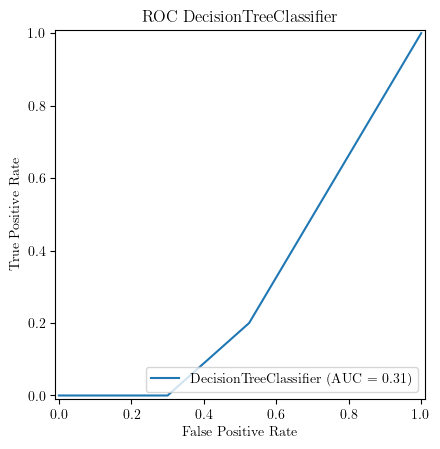 ROC DecisionTreeClassifier
1.0
0.8
0.6
0.4
0.2
0.0
True Positive Rate
DecisionTreeClassifier (AUC = 0.31)
0.0 0.2 0.4 0.6 0.8 1.0
False Positive Rate